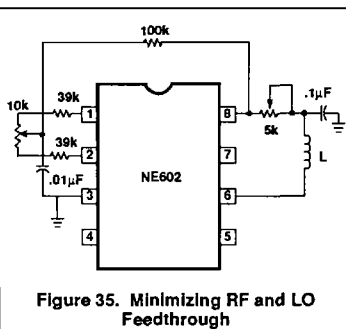 100k
39k
10k
39k
.01µF
1
2
3
4
NE602
8
7
6
5
5k
.1µF
L
Figure 35. Minimizing RF and LO
Feedthrough